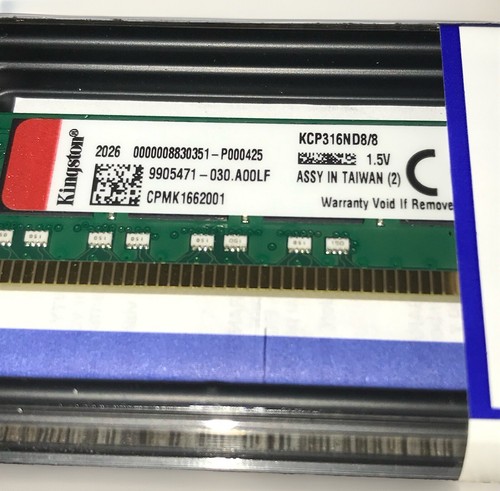 Kingston®
2026 0000008830351-P000425
9905471-030.A00LF
CPMK1662001
KCP316ND8/8
1.5V
ASSY IN TAIWAN (2)
Warranty Void If Remove